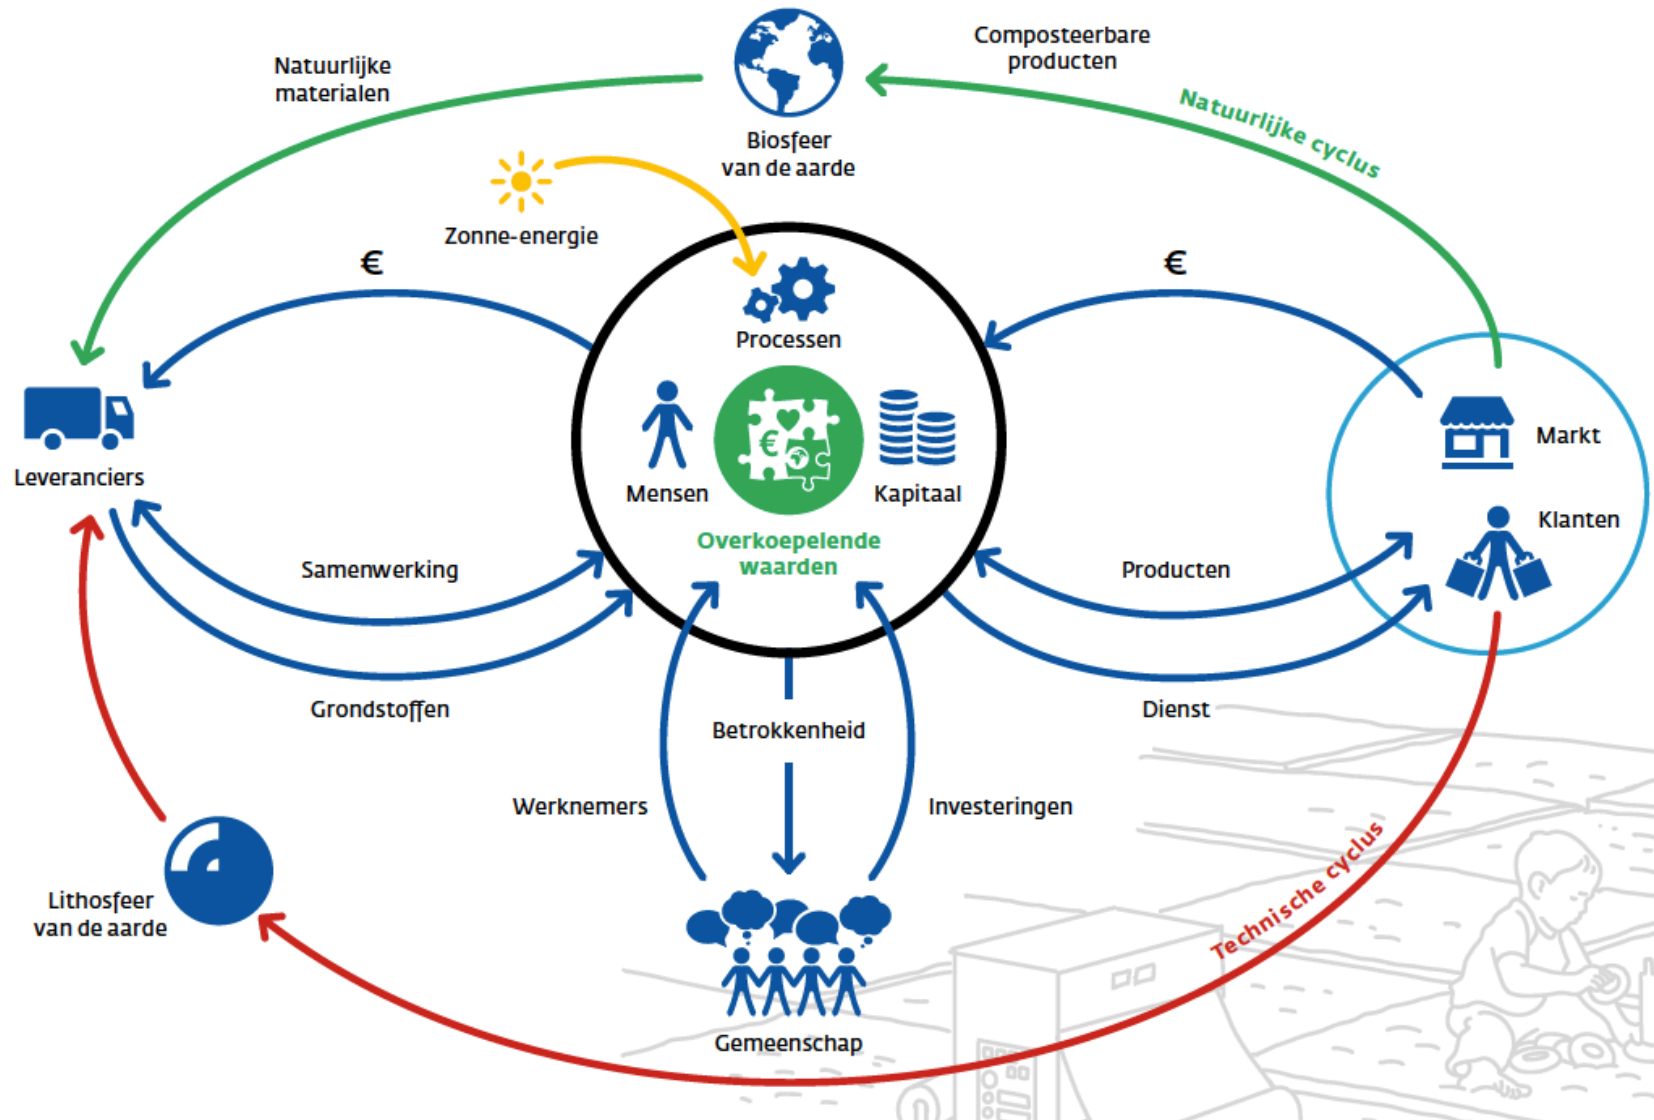 Composteerbare
producten
Natuurlijke
materialen
Natuurlijke cyclus
Biosfeer
van de aarde
Zonne-energie
€
€
Processen
Mensen
€
Kapitaal
Overkoepelende
waarden
Leveranciers
Markt
Klanten
Samenwerking
Producten
Grondstoffen
Dienst
Betrokkenheid
Werknemers
Investeringen
Technische cyclus
Lithosfeer
van de aarde
Gemeenschap